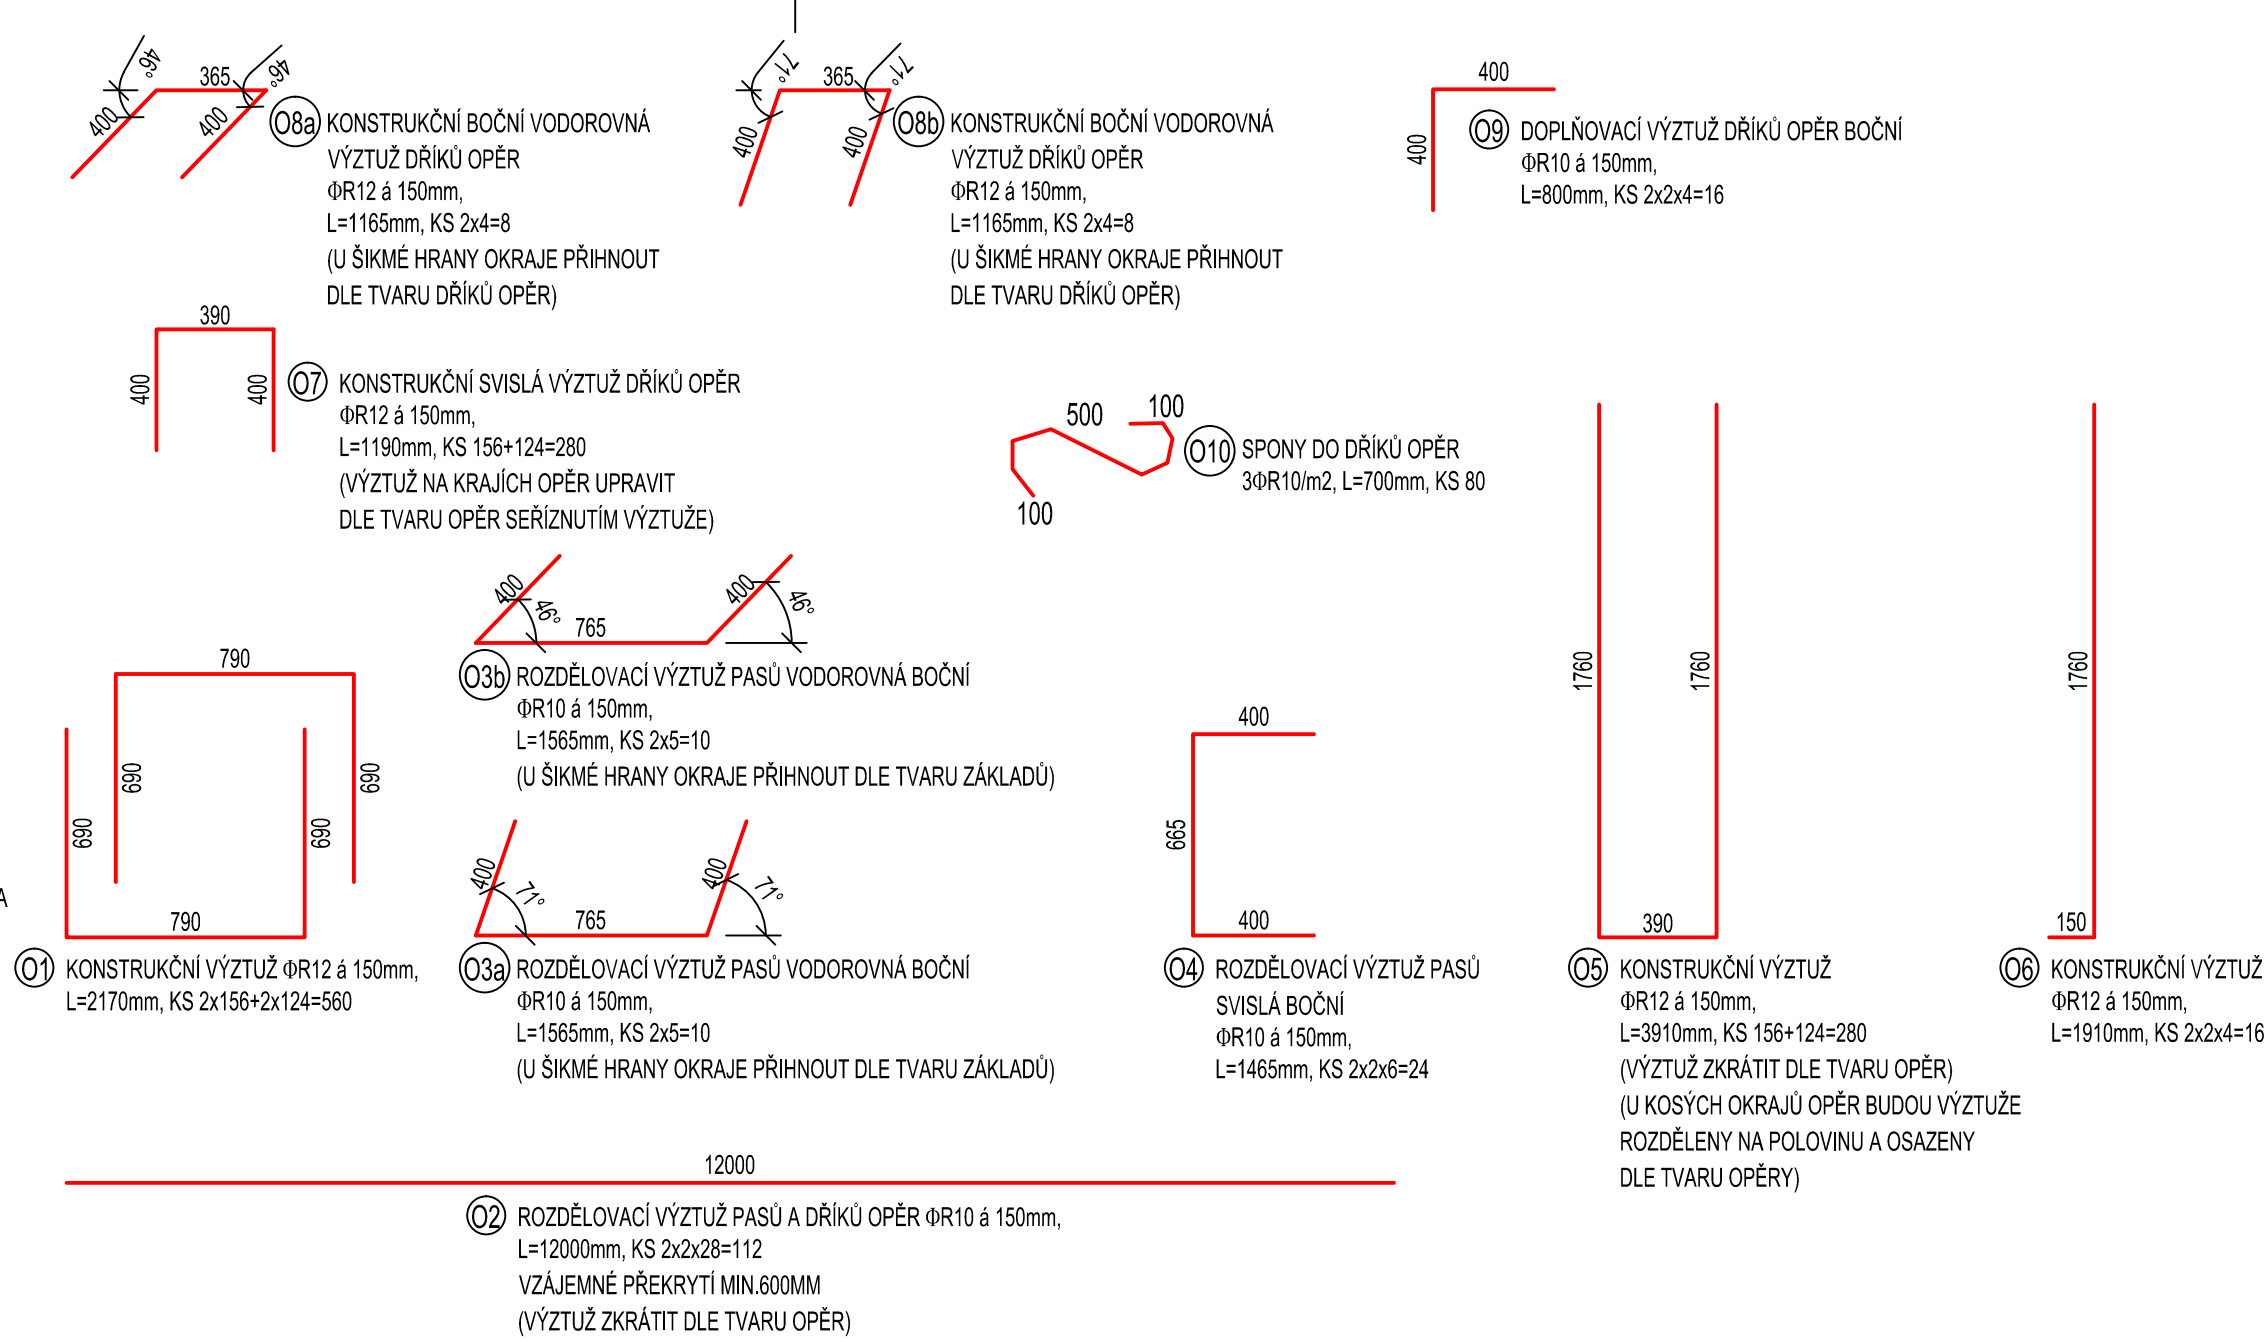 46°
365
46°
400
400
O8a
KONSTRUKČNÍ BOČNÍ VODOROVNÁ
VÝZTUŽ DŘÍKŮ OPĚR
ΦR12 á 150mm,
L=1165mm, KS 2x4=8
(U ŠIKMÉ HRANY OKRAJE PŘIHNOUT
DLE TVARU DŘÍKŮ OPĚR)
71°
365
71°
400
400
O8b
KONSTRUKČNÍ BOČNÍ VODOROVNÁ
VÝZTUŽ DŘÍKŮ OPĚR
ΦR12 á 150mm,
L=1165mm, KS 2x4=8
(U ŠIKMÉ HRANY OKRAJE PŘIHNOUT
DLE TVARU DŘÍKŮ OPĚR)
400
400
O9
DOPLŇOVACÍ VÝZTUŽ DŘÍKŮ OPĚR BOČNÍ
ΦR10 á 150mm,
L=800mm, KS 2x2x4=16
390
400
400
O7
KONSTRUKČNÍ SVISLÁ VÝZTUŽ DŘÍKŮ OPĚR
ΦR12 á 150mm,
L=1190mm, KS 156+124=280
(VÝZTUŽ NA KRAJÍCH OPĚR UPRAVIT
DLE TVARU OPĚR SEŘÍZNUTÍM VÝZTUŽE)
500
100
100
O10
SPONY DO DŘÍKŮ OPĚR
3ΦR10/m2, L=700mm, KS 80
400
46°
765
400
46°
O3b
ROZDĚLOVACÍ VÝZTUŽ PASŮ VODOROVNÁ BOČNÍ
ΦR10 á 150mm,
L=1565mm, KS 2x5=10
(U ŠIKMÉ HRANY OKRAJE PŘIHNOUT DLE TVARU ZÁKLADŮ)
790
690
690
690
690
790
A
O1
KONSTRUKČNÍ VÝZTUŽ ΦR12 á 150mm,
L=2170mm, KS 2x156+2x124=560
400
71°
765
400
71°
O3a
ROZDĚLOVACÍ VÝZTUŽ PASŮ VODOROVNÁ BOČNÍ
ΦR10 á 150mm,
L=1565mm, KS 2x5=10
(U ŠIKMÉ HRANY OKRAJE PŘIHNOUT DLE TVARU ZÁKLADŮ)
400
665
400
O4
ROZDĚLOVACÍ VÝZTUŽ PASŮ
SVISLÁ BOČNÍ
ΦR10 á 150mm,
L=1465mm, KS 2x2x6=24
1760
1760
390
O5
KONSTRUKČNÍ VÝZTUŽ
ΦR12 á 150mm,
L=3910mm, KS 156+124=280
(VÝZTUŽ ZKRÁTIT DLE TVARU OPĚR)
(U KOSÝCH OKRAJŮ OPĚR BUDOU VÝZTUŽE
ROZDĚLENY NA POLOVINU A OSAZENY
DLE TVARU OPĚRY)
1760
150
O6
KONSTRUKČNÍ VÝZTUŽ
ΦR12 á 150mm,
L=1910mm, KS 2x2x4=16
12000
O2
ROZDĚLOVACÍ VÝZTUŽ PASŮ A DŘÍKŮ OPĚR ΦR10 á 150mm,
L=12000mm, KS 2x2x28=112
VZÁJEMNÉ PŘEKRYTÍ MIN.600MM
(VÝZTUŽ ZKRÁTIT DLE TVARU OPĚR)